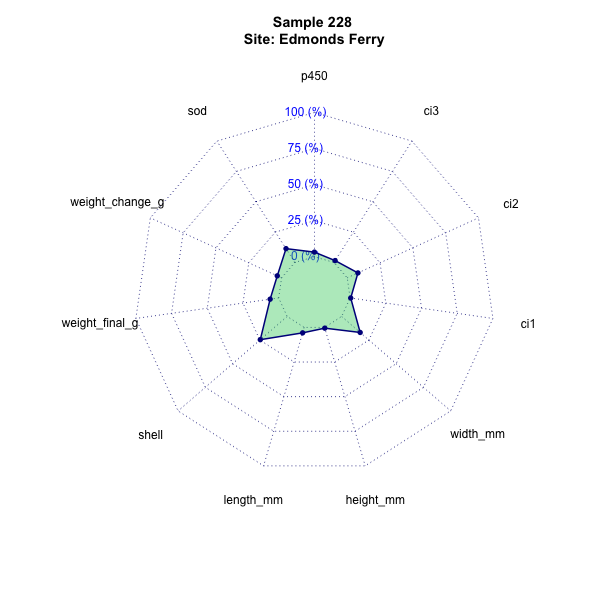 Sample 228
Site: Edmonds Ferry
p450
sod
ci3
100 (%)
75 (%)
50 (%)
weight_change_g
ci2
25 (%)
0 (%)
weight_final_g
ci1
shell
width_mm
length_mm
height_mm